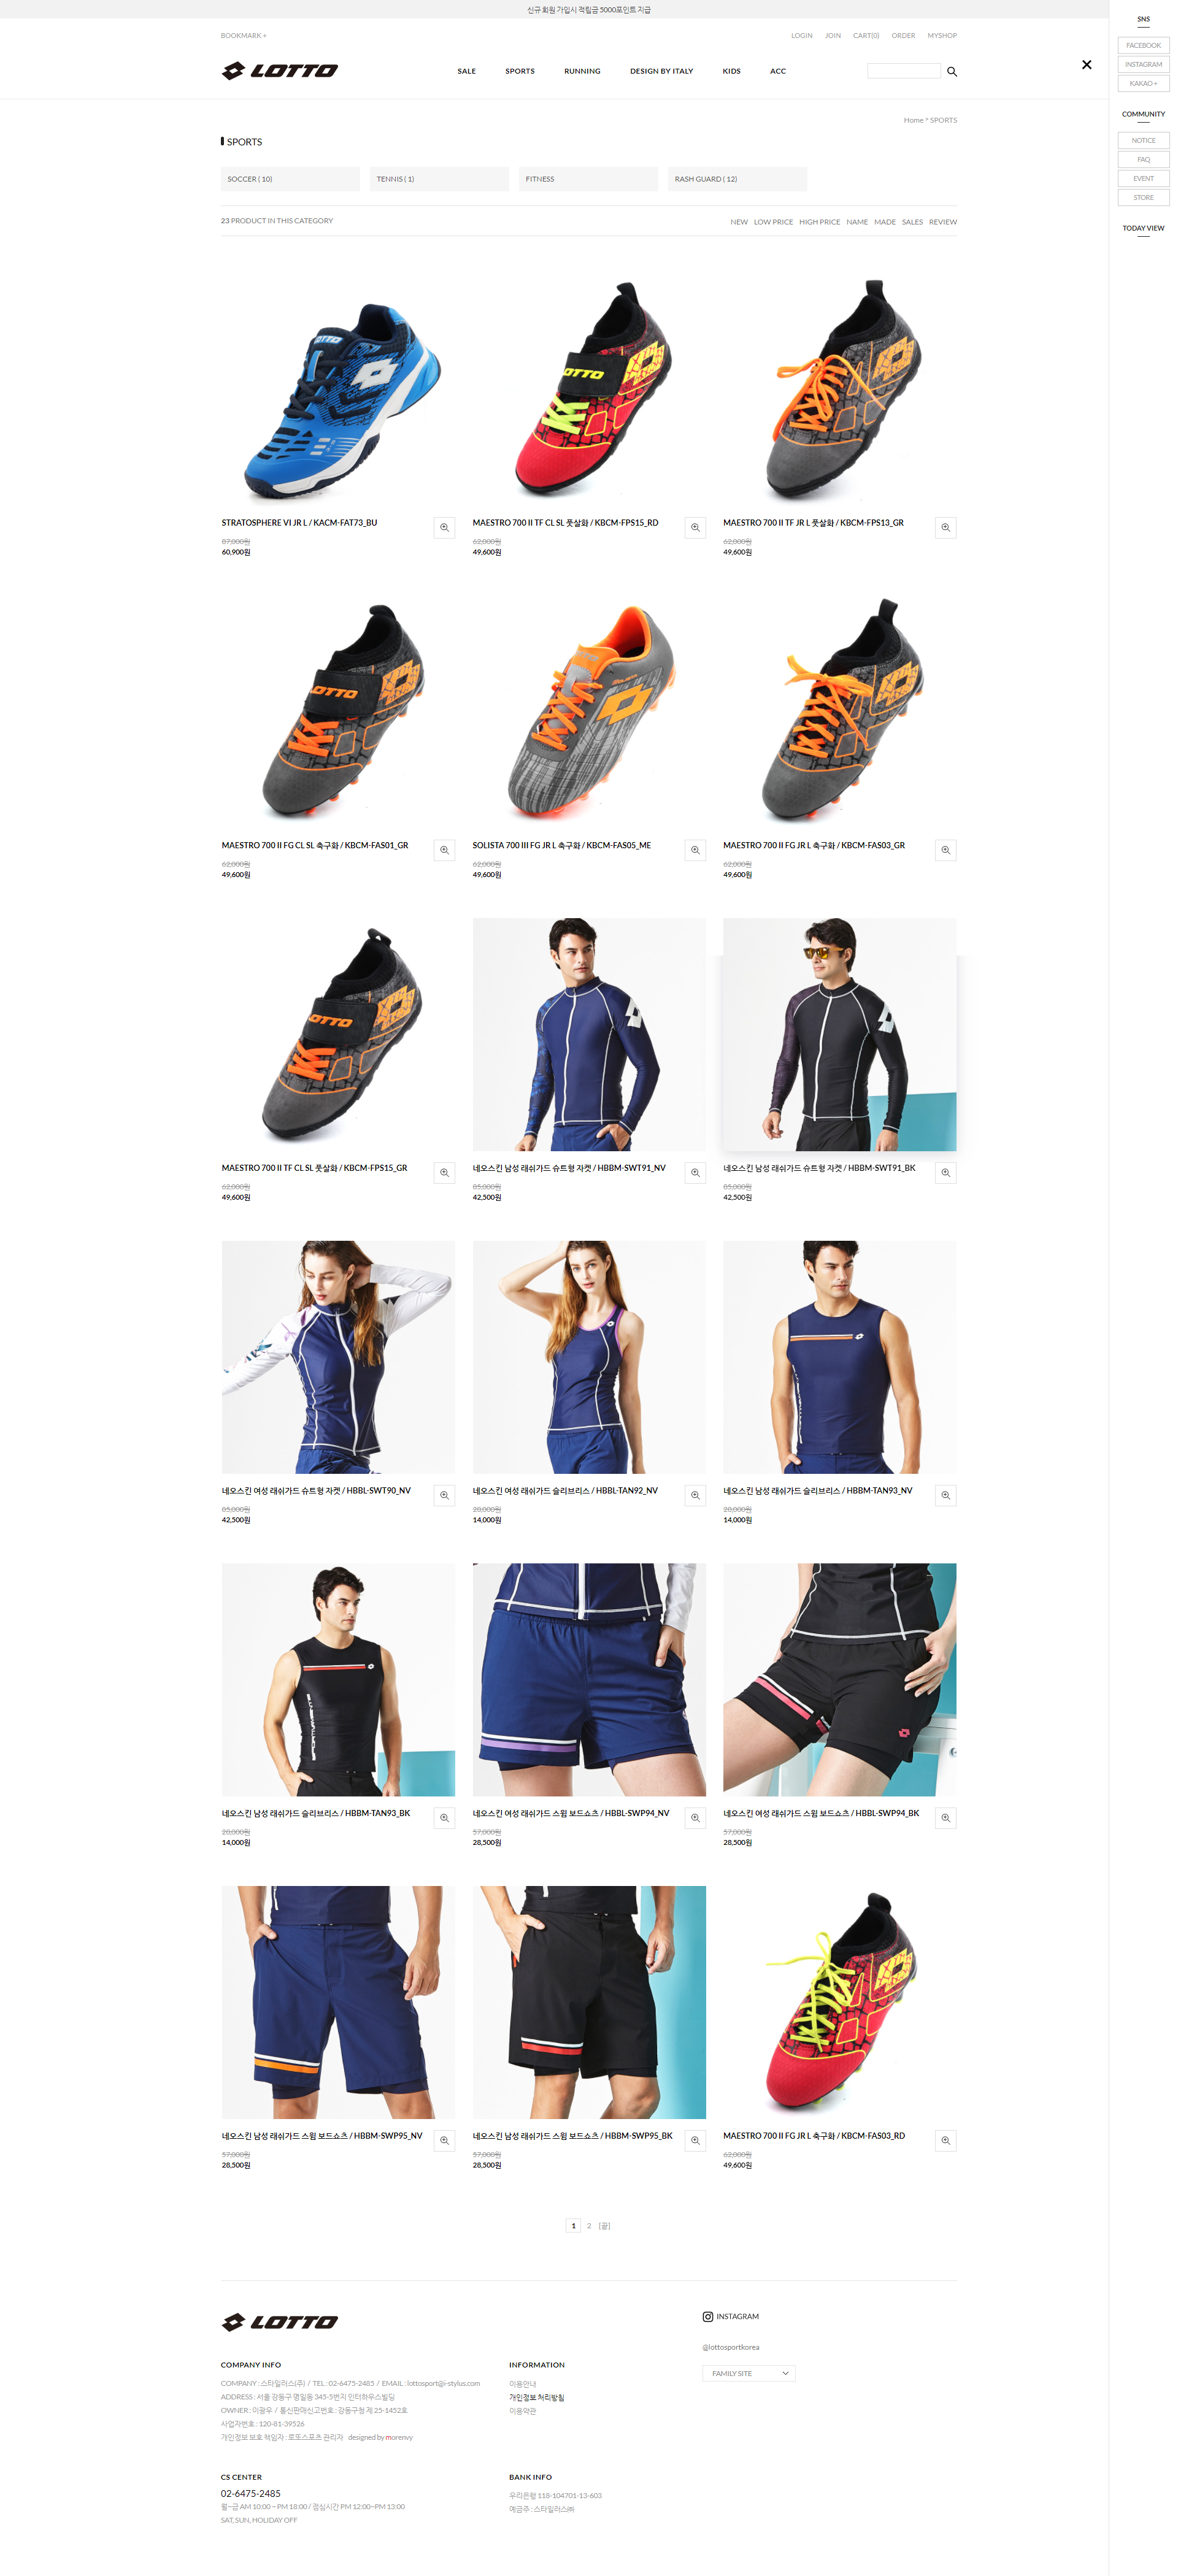 신규 회원 가입시 적립금 5000포인트 지급
BOOKMARK +
LOGIN JOIN CART(0) ORDER MYSHOP
LOTTO
SALE SPORTS RUNNING DESIGN BY ITALY KIDS ACC
SNS
FACEBOOK
INSTAGRAM
KAKAO +
COMMUNITY
NOTICE
FAQ
EVENT
STORE
TODAY VIEW
Home > SPORTS
SPORTS
SOCCER ( 10) TENNIS ( 1) FITNESS RASH GUARD ( 12)
23 PRODUCT IN THIS CATEGORY
NEW LOW PRICE HIGH PRICE NAME MADE SALES REVIEW
STRATOSPHERE VI JR L / KACM-FAT73_BU
87,000원
60,900원
MAESTRO 700 II TF CL SL 풋살화 / KBCM-FPS15_RD
62,000원
49,600원
MAESTRO 700 II TF JR L 풋살화 / KBCM-FPS13_GR
62,000원
49,600원
MAESTRO 700 II FG CL SL 축구화 / KBCM-FAS01_GR
62,000원
49,600원
SOLISTA 700 III FG JR L 축구화 / KBCM-FAS05_ME
62,000원
49,600원
MAESTRO 700 II FG JR L 축구화 / KBCM-FAS03_GR
62,000원
49,600원
MAESTRO 700 II TF CL SL 풋살화 / KBCM-FPS15_GR
62,000원
49,600원
네오스킨 남성 래쉬가드 슈트형 자켓 / HBBM-SWT91_NV
85,000원
42,500원
네오스킨 남성 래쉬가드 슈트형 자켓 / HBBM-SWT91_BK
85,000원
42,500원
네오스킨 여성 래쉬가드 슈트형 자켓 / HBBL-SWT90_NV
85,000원
42,500원
네오스킨 여성 래쉬가드 슬리브리스 / HBBL-TAN92_NV
28,000원
14,000원
네오스킨 남성 래쉬가드 슬리브리스 / HBBM-TAN93_NV
28,000원
14,000원
네오스킨 남성 래쉬가드 슬리브리스 / HBBM-TAN93_BK
28,000원
14,000원
네오스킨 여성 래쉬가드 스윔 보드쇼츠 / HBBL-SWP94_NV
57,000원
28,500원
네오스킨 여성 래쉬가드 스윔 보드쇼츠 / HBBL-SWP94_BK
57,000원
28,500원
네오스킨 남성 래쉬가드 스윔 보드쇼츠 / HBBM-SWP95_NV
57,000원
28,500원
네오스킨 남성 래쉬가드 스윔 보드쇼츠 / HBBM-SWP95_BK
57,000원
28,500원
MAESTRO 700 II FG JR L 축구화 / KBCM-FAS03_RD
62,000원
49,600원
1 2 [끝]
LOTTO
INSTAGRAM
@lottosportkorea
FAMILY SITE
COMPANY INFO
COMPANY : 스타일러스(주) / TEL : 02-6475-2485 / EMAIL : lottosport@i-stylus.com
ADDRESS : 서울 강동구 명일동 345-5번지 인터하우스빌딩
OWNER : 이광우 / 통신판매신고번호 : 강동구청 제 25-1452호
사업자번호 : 120-81-39526
개인정보 보호 책임자 : 로또스포츠 관리자 designed by morenvy
INFORMATION
이용안내
개인정보 처리방침
이용약관
CS CENTER
02-6475-2485
월~금 AM 10:00 ~ PM 18:00 / 점심시간 PM 12:00~PM 13:00
SAT, SUN, HOLIDAY OFF
BANK INFO
우리은행 118-104701-13-603
예금주 : 스타일러스㈜